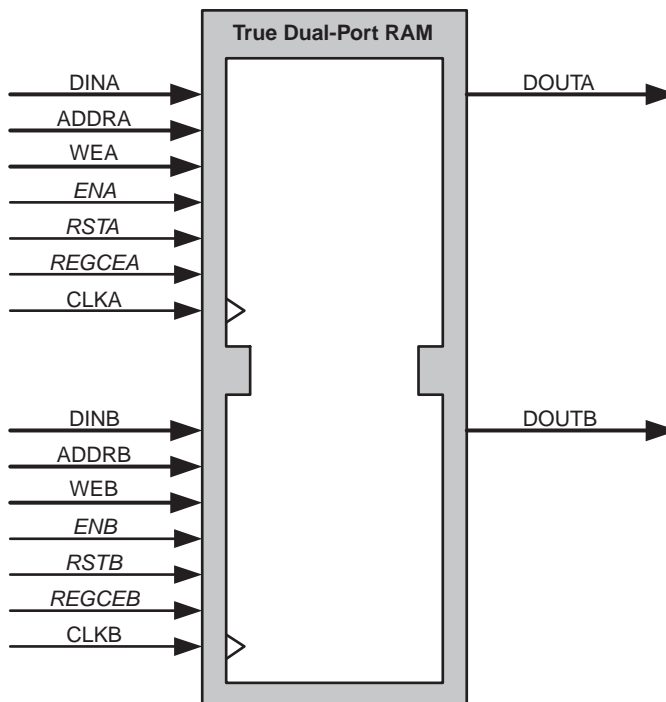 True Dual-Port RAM
DINA
DOUTA
ADDRA
WEA
ENA
RSTA
REGCEA
CLKA
DINB
DOUTB
ADDRB
WEB
ENB
RSTB
REGCEB
CLKB